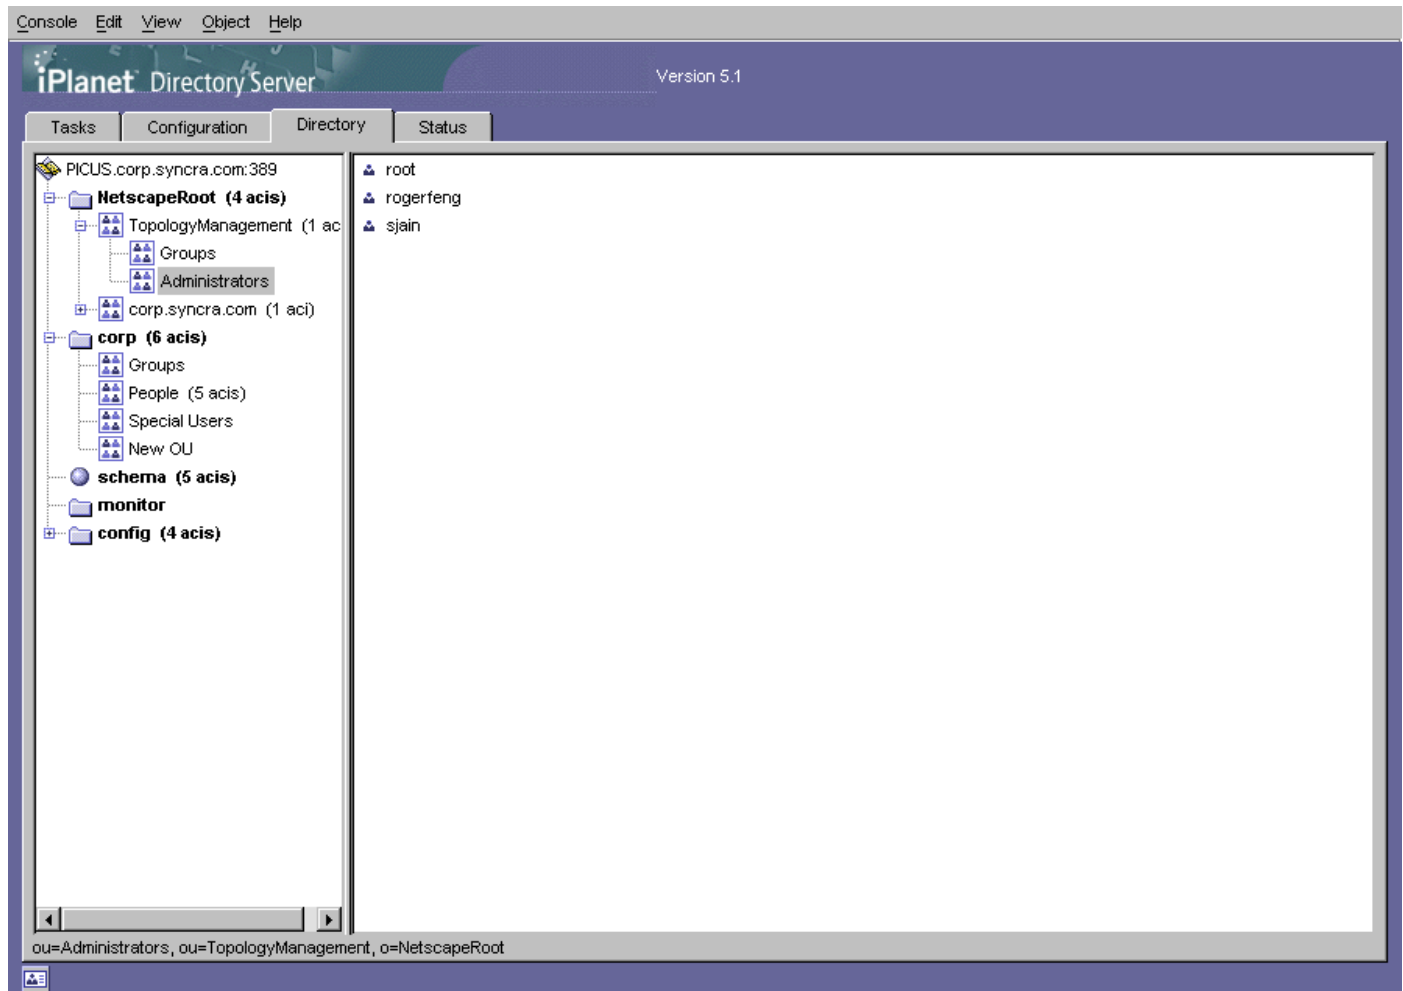 Console Edit View Object Help
iPlanet Directory Server
Version 5.1
Tasks Configuration Directory Status
PICUS.corp.syncra.com:389
NetscapeRoot (4 acis)
TopologyManagement (1 ac
Groups
Administrators
corp.syncra.com (1 aci)
corp (6 acis)
Groups
People (5 acis)
Special Users
New OU
schema (5 acis)
monitor
config (4 acis)
root
rogerfeng
sjain
ou=Administrators, ou=TopologyManagement, o=NetscapeRoot